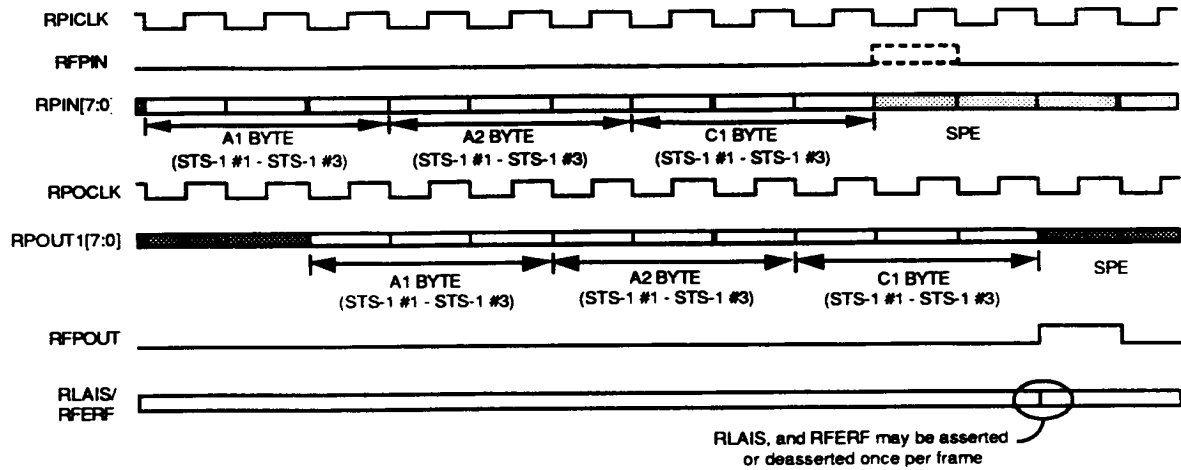 RPICLK
RFPIN
RPIN[7:0]
A1 BYTE
(STS-1 #1 - STS-1 #3)
A2 BYTE
(STS-1 #1 - STS-1 #3)
C1 BYTE
(STS-1 #1 - STS-1 #3)
SPE
RPOCLK
RPOUT1[7:0]
A1 BYTE
(STS-1 #1 - STS-1 #3)
A2 BYTE
(STS-1 #1 - STS-1 #3)
C1 BYTE
(STS-1 #1 - STS-1 #3)
SPE
RFPOUT
RLAIS/
RFERF
RLAIS, and RFERF may be asserted
or deasserted once per frame